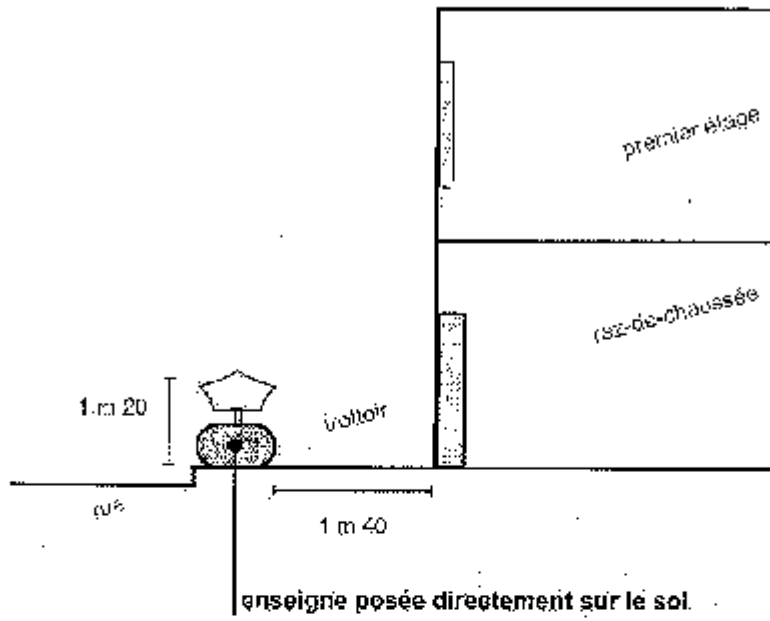 premier étage
rez-de-chaussée
1 m 20
trottoir
rue
1 m 40
enseigne posée directement sur le sol.